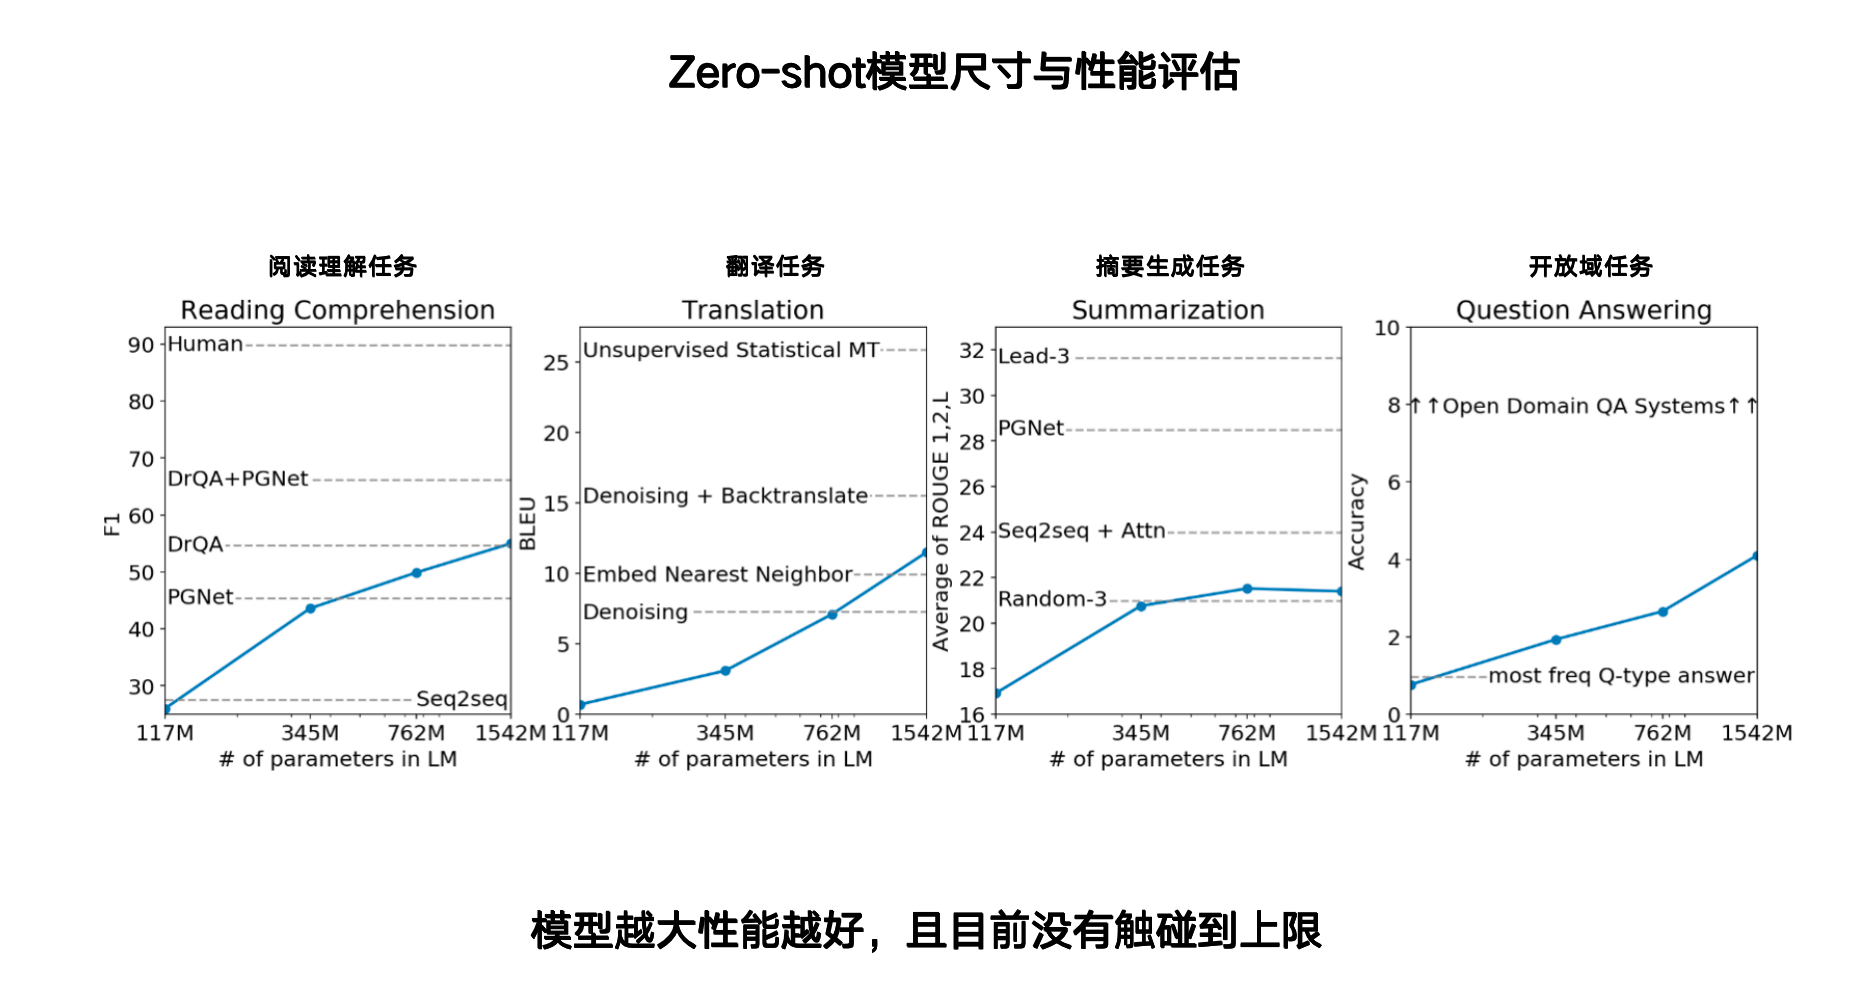 Zero-shot模型尺寸与性能评估
阅读理解任务
Reading Comprehension
90
80
70
60
50
40
30
F1
Human
DrQA+PGNet
DrQA
PGNet
Seq2seq
117M 345M 762M 1542M
# of parameters in LM
翻译任务
Translation
25
20
15
10
5
0
BLEU
Unsupervised Statistical MT
Denoising + Backtranslate
Embed Nearest Neighbor
Denoising
117M 345M 762M 1542M
# of parameters in LM
摘要生成任务
Summarization
32
30
28
26
24
22
20
18
16
Average of ROUGE 1,2,L
Lead-3
PGNet
Seq2seq + Attn
Random-3
117M 345M 762M 1542M
# of parameters in LM
开放域任务
Question Answering
10
8
6
4
2
0
Accuracy
↑↑Open Domain QA Systems↑↑
most freq Q-type answer
117M 345M 762M 1542M
# of parameters in LM
模型越大性能越好，且目前没有触碰到上限